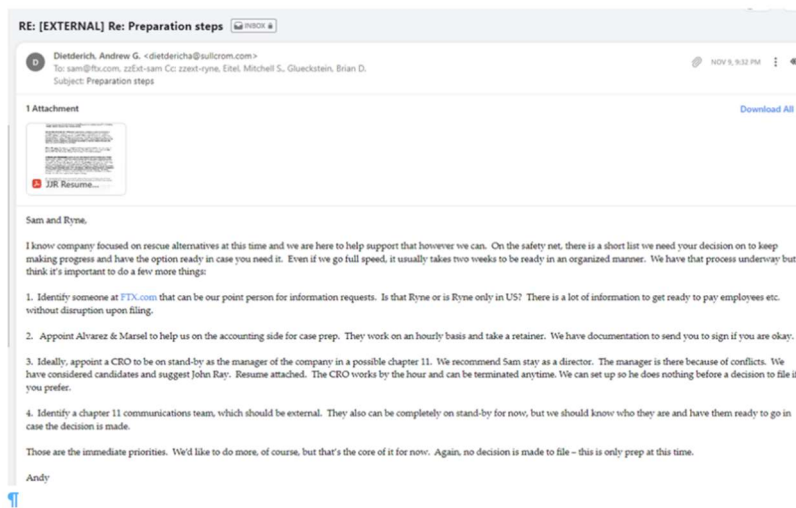 RE: [EXTERNAL] Re: Preparation steps INBOX
D
Dietderich, Andrew G. <dietdericha@sullcrom.com>
NOV 9, 9:32 PM
To: sam@ftx.com, zzExt-sam Cc: zzext-ryne, Eitel, Mitchell S., Glueckstein, Brian D.
Subject: Preparation steps
1 Attachment
Download All
JJR Resume...
Sam and Ryne,
I know company focused on rescue alternatives at this time and we are here to help support that however we can. On the safety net, there is a short list we need your decision on to keep
making progress and have the option ready in case you need it. Even if we go full speed, it usually takes two weeks to be ready in an organized manner. We have that process underway but
think it's important to do a few more things:
1. Identify someone at FTX.com that can be our point person for information requests. Is that Ryne or is Ryne only in US? There is a lot of information to get ready to pay employees etc.
without disruption upon filing.
2. Appoint Alvarez & Marsel to help us on the accounting side for case prep. They work on an hourly basis and take a retainer. We have documentation to send you to sign if you are okay.
3. Ideally, appoint a CRO to be on stand-by as the manager of the company in a possible chapter 11. We recommend Sam stay as a director. The manager is there because of conflicts. We
have considered candidates and suggest John Ray. Resume attached. The CRO works by the hour and can be terminated anytime. We can set up so he does nothing before a decision to file if
you prefer.
4. Identify a chapter 11 communications team, which should be external. They also can be completely on stand-by for now, but we should know who they are and have them ready to go in
case the decision is made.
Those are the immediate priorities. We'd like to do more, of course, but that's the core of it for now. Again, no decision is made to file – this is only prep at this time.
Andy
¶